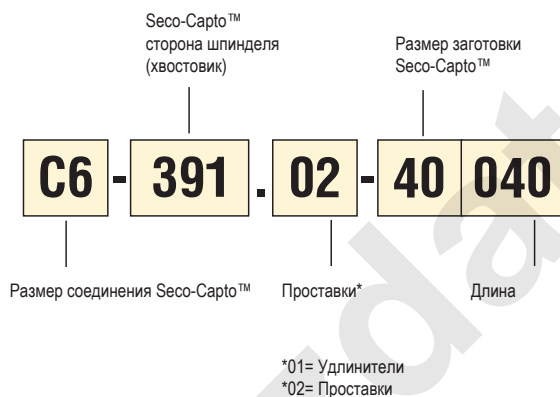 Seco-Capto™
сторона шпинделя
(хвостовик)
Размер заготовки
Seco-Capto™
C6 - 391 . 02 - 40 040
Размер соединения Seco-Capto™ Проставки* Длина
*01= Удлинители
*02= Проставки